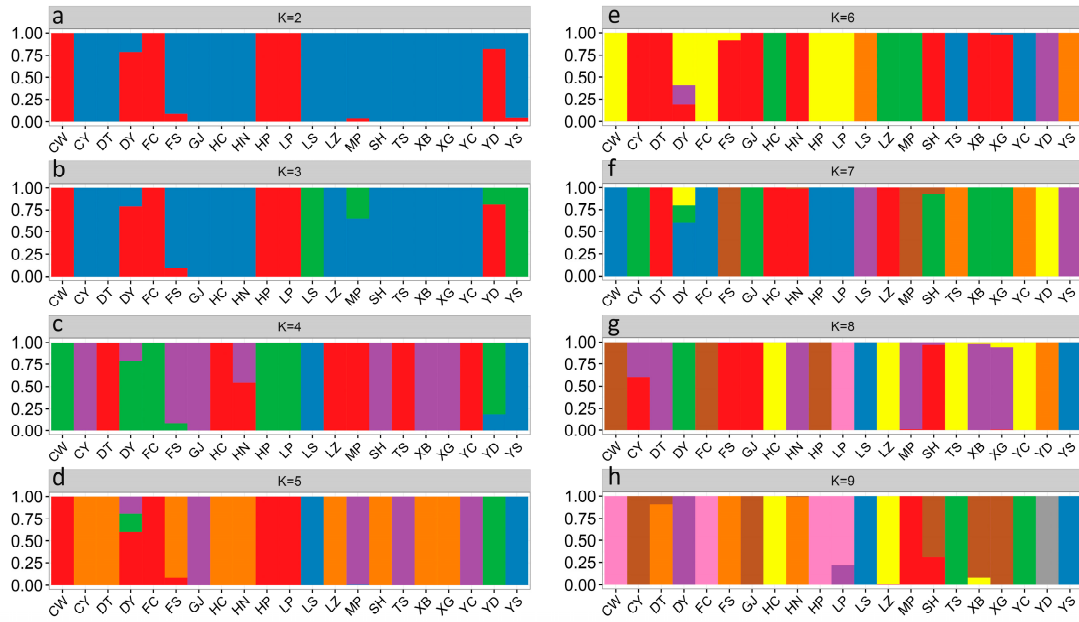 a
K=2
1.00
0.75
0.50
0.25
0.00
CW CY DT DY FC FS GJ HC HN HP LP LS LZ MP SH TS XB XG YC YD YS
b
K=3
1.00
0.75
0.50
0.25
0.00
CW CY DT DY FC FS GJ HC HN HP LP LS LZ MP SH TS XB XG YC YD YS
c
K=4
1.00
0.75
0.50
0.25
0.00
CW CY DT DY FC FS GJ HC HN HP LP LS LZ MP SH TS XB XG YC YD YS
d
K=5
1.00
0.75
0.50
0.25
0.00
CW CY DT DY FC FS GJ HC HN HP LP LS LZ MP SH TS XB XG YC YD YS
e
K=6
1.00
0.75
0.50
0.25
0.00
CW CY DT DY FC FS GJ HC HN HP LP LS LZ MP SH TS XB XG YC YD YS
f
K=7
1.00
0.75
0.50
0.25
0.00
CW CY DT DY FC FS GJ HC HN HP LP LS LZ MP SH TS XB XG YC YD YS
g
K=8
1.00
0.75
0.50
0.25
0.00
CW CY DT DY FC FS GJ HC HN HP LP LS LZ MP SH TS XB XG YC YD YS
h
K=9
1.00
0.75
0.50
0.25
0.00
CW CY DT DY FC FS GJ HC HN HP LP LS LZ MP SH TS XB XG YC YD YS